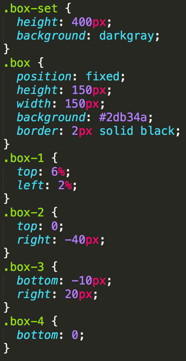 .box-set {
  height: 400px;
  background: darkgray;
}
.box {
  position: fixed;
  height: 150px;
  width: 150px;
  background: #2db34a;
  border: 2px solid black;
}
.box-1 {
  top: 6%;
  left: 2%;
}
.box-2 {
  top: 0;
  right: -40px;
}
.box-3 {
  bottom: -10px;
  right: 20px;
}
.box-4 {
  bottom: 0;
}